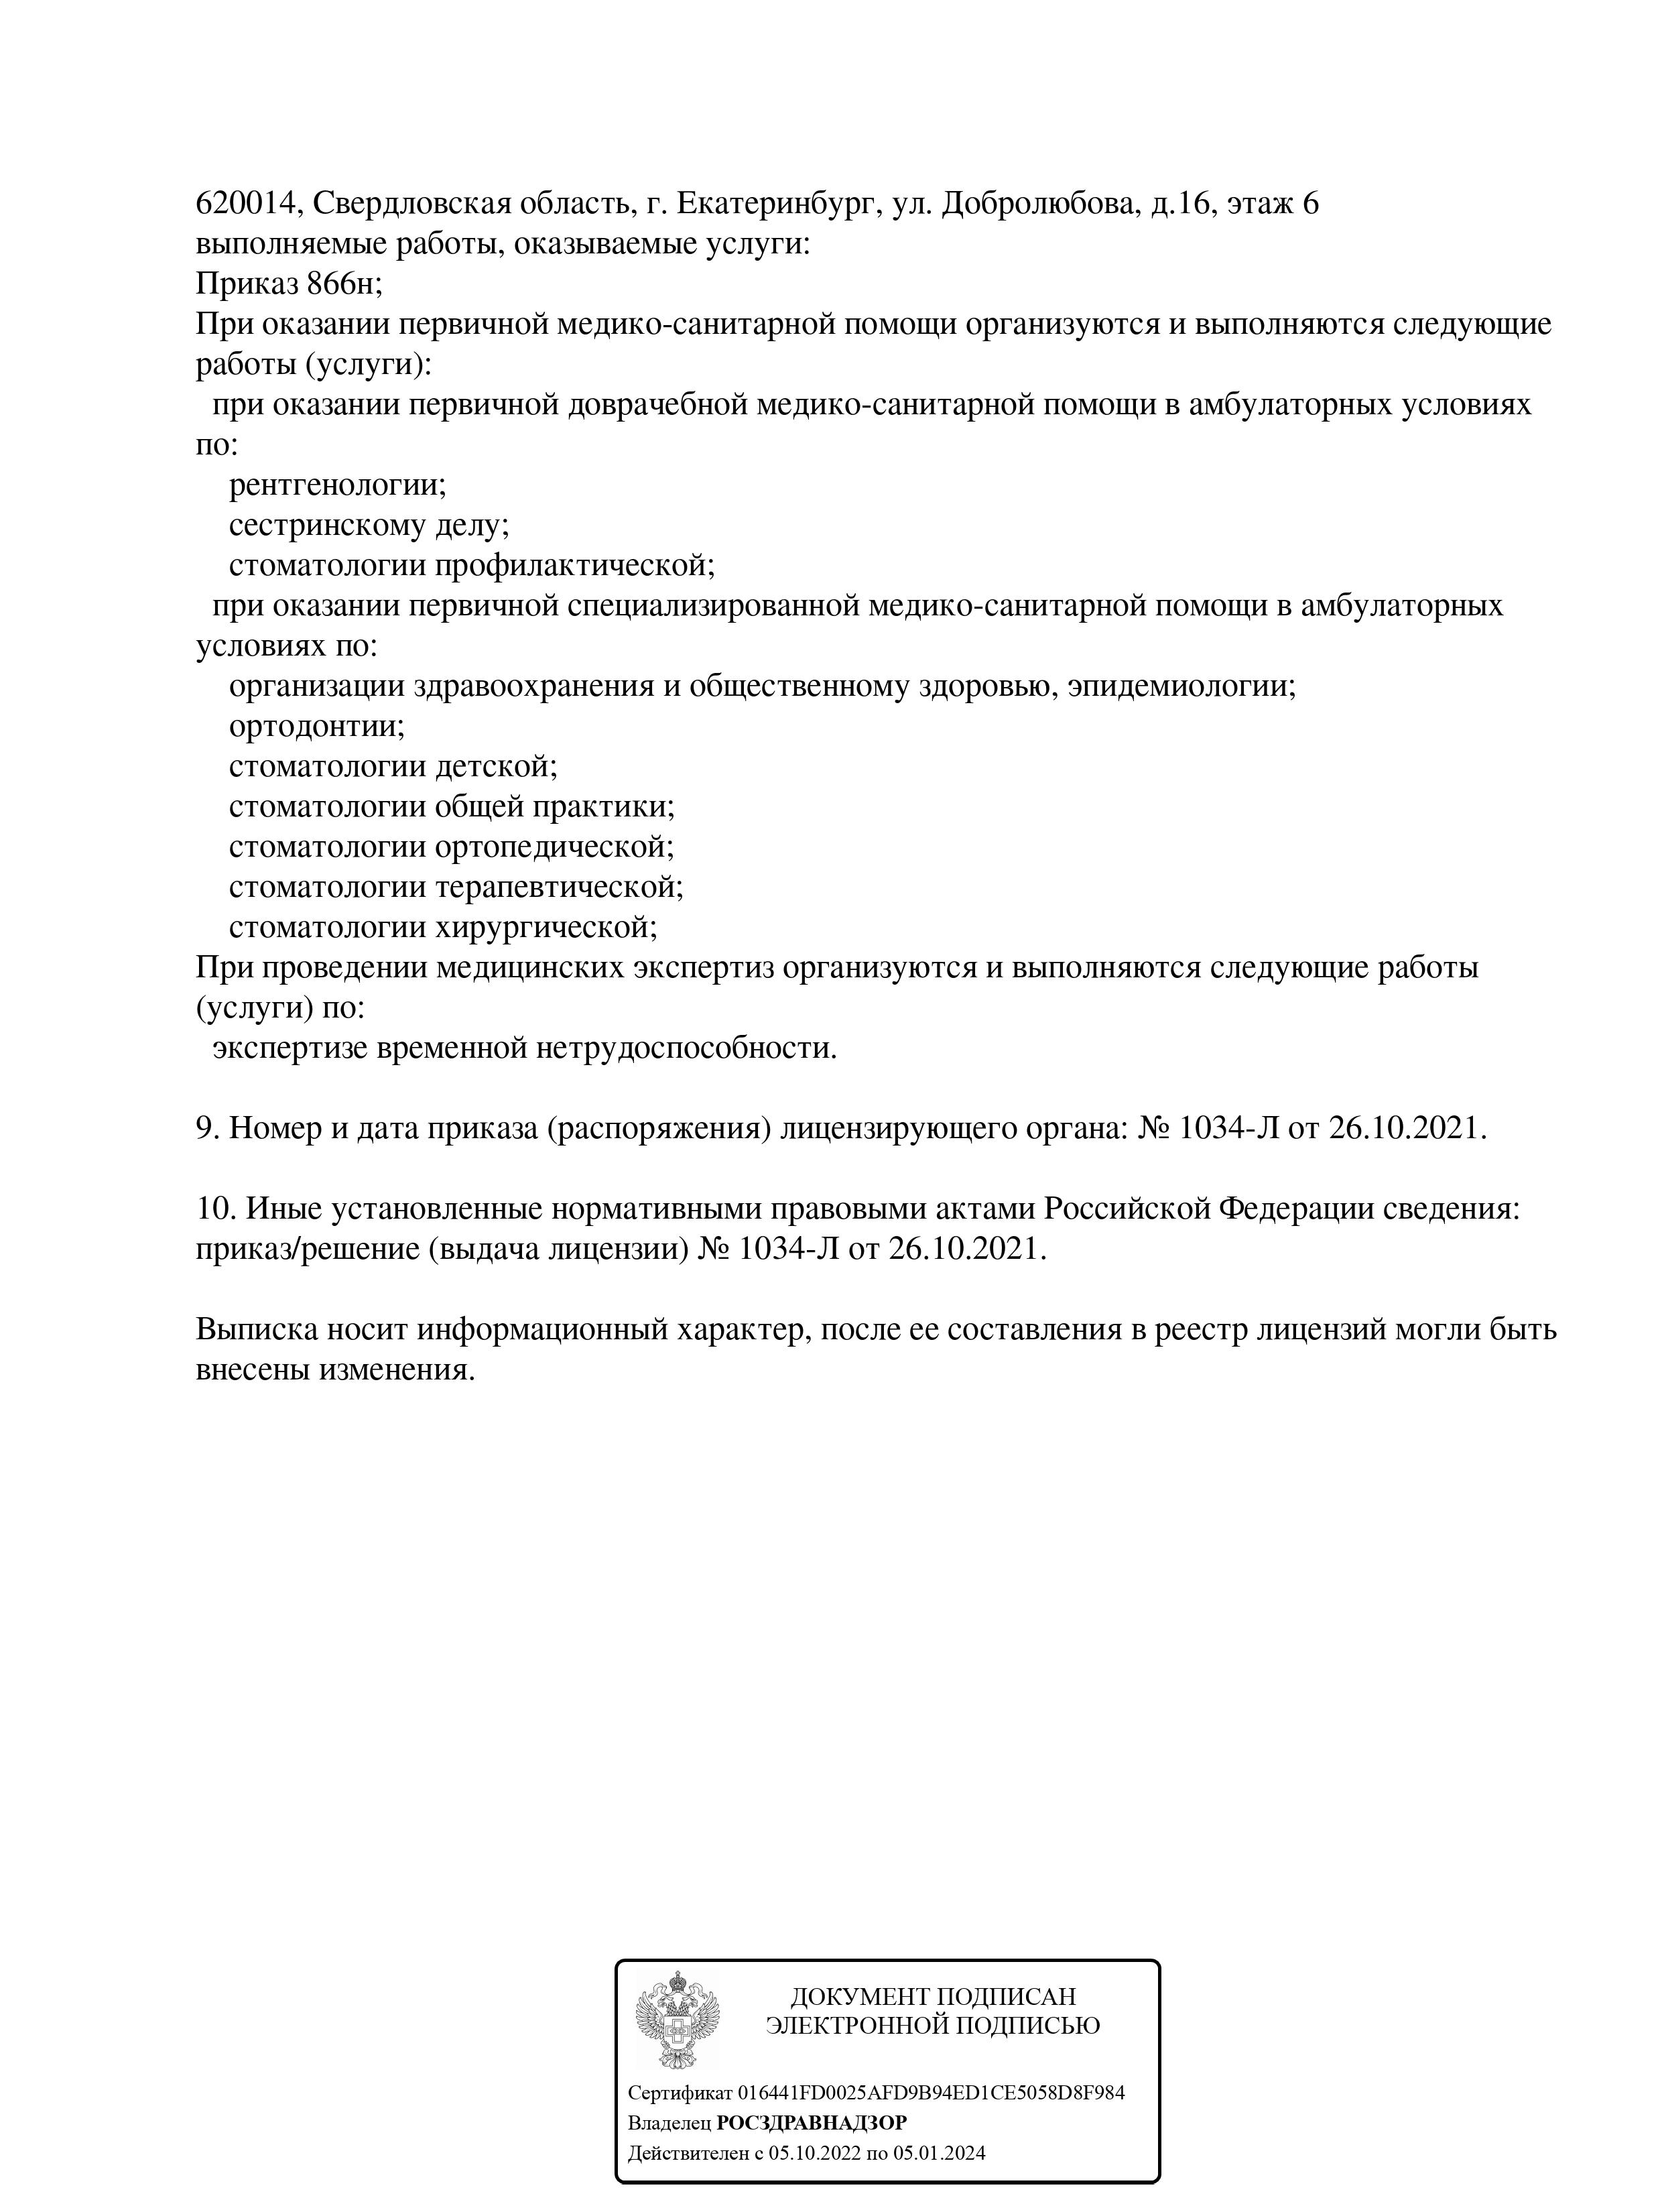 620014, Свердловская область, г. Екатеринбург, ул. Добролюбова, д.16, этаж 6
выполняемые работы, оказываемые услуги:
Приказ 866н;
При оказании первичной медико-санитарной помощи организуются и выполняются следующие
работы (услуги):
при оказании первичной доврачебной медико-санитарной помощи в амбулаторных условиях
по:
рентгенологии;
сестринскому делу;
стоматологии профилактической;
при оказании первичной специализированной медико-санитарной помощи в амбулаторных
условиях по:
организации здравоохранения и общественному здоровью, эпидемиологии;
ортодонтии;
стоматологии детской;
стоматологии общей практики;
стоматологии ортопедической;
стоматологии терапевтической;
стоматологии хирургической;
При проведении медицинских экспертиз организуются и выполняются следующие работы
(услуги) по:
экспертизе временной нетрудоспособности.
9. Номер и дата приказа (распоряжения) лицензирующего органа: № 1034-Л от 26.10.2021.
10. Иные установленные нормативными правовыми актами Российской Федерации сведения:
приказ/решение (выдача лицензии) № 1034-Л от 26.10.2021.
Выписка носит информационный характер, после ее составления в реестр лицензий могли быть
внесены изменения.
ДОКУМЕНТ ПОДПИСАН
ЭЛЕКТРОННОЙ ПОДПИСЬЮ
Сертификат 016441FD0025AFD9B94ED1CE5058D8F984
Владелец РОСЗДРАВНАДЗОР
Действителен с 05.10.2022 по 05.01.2024